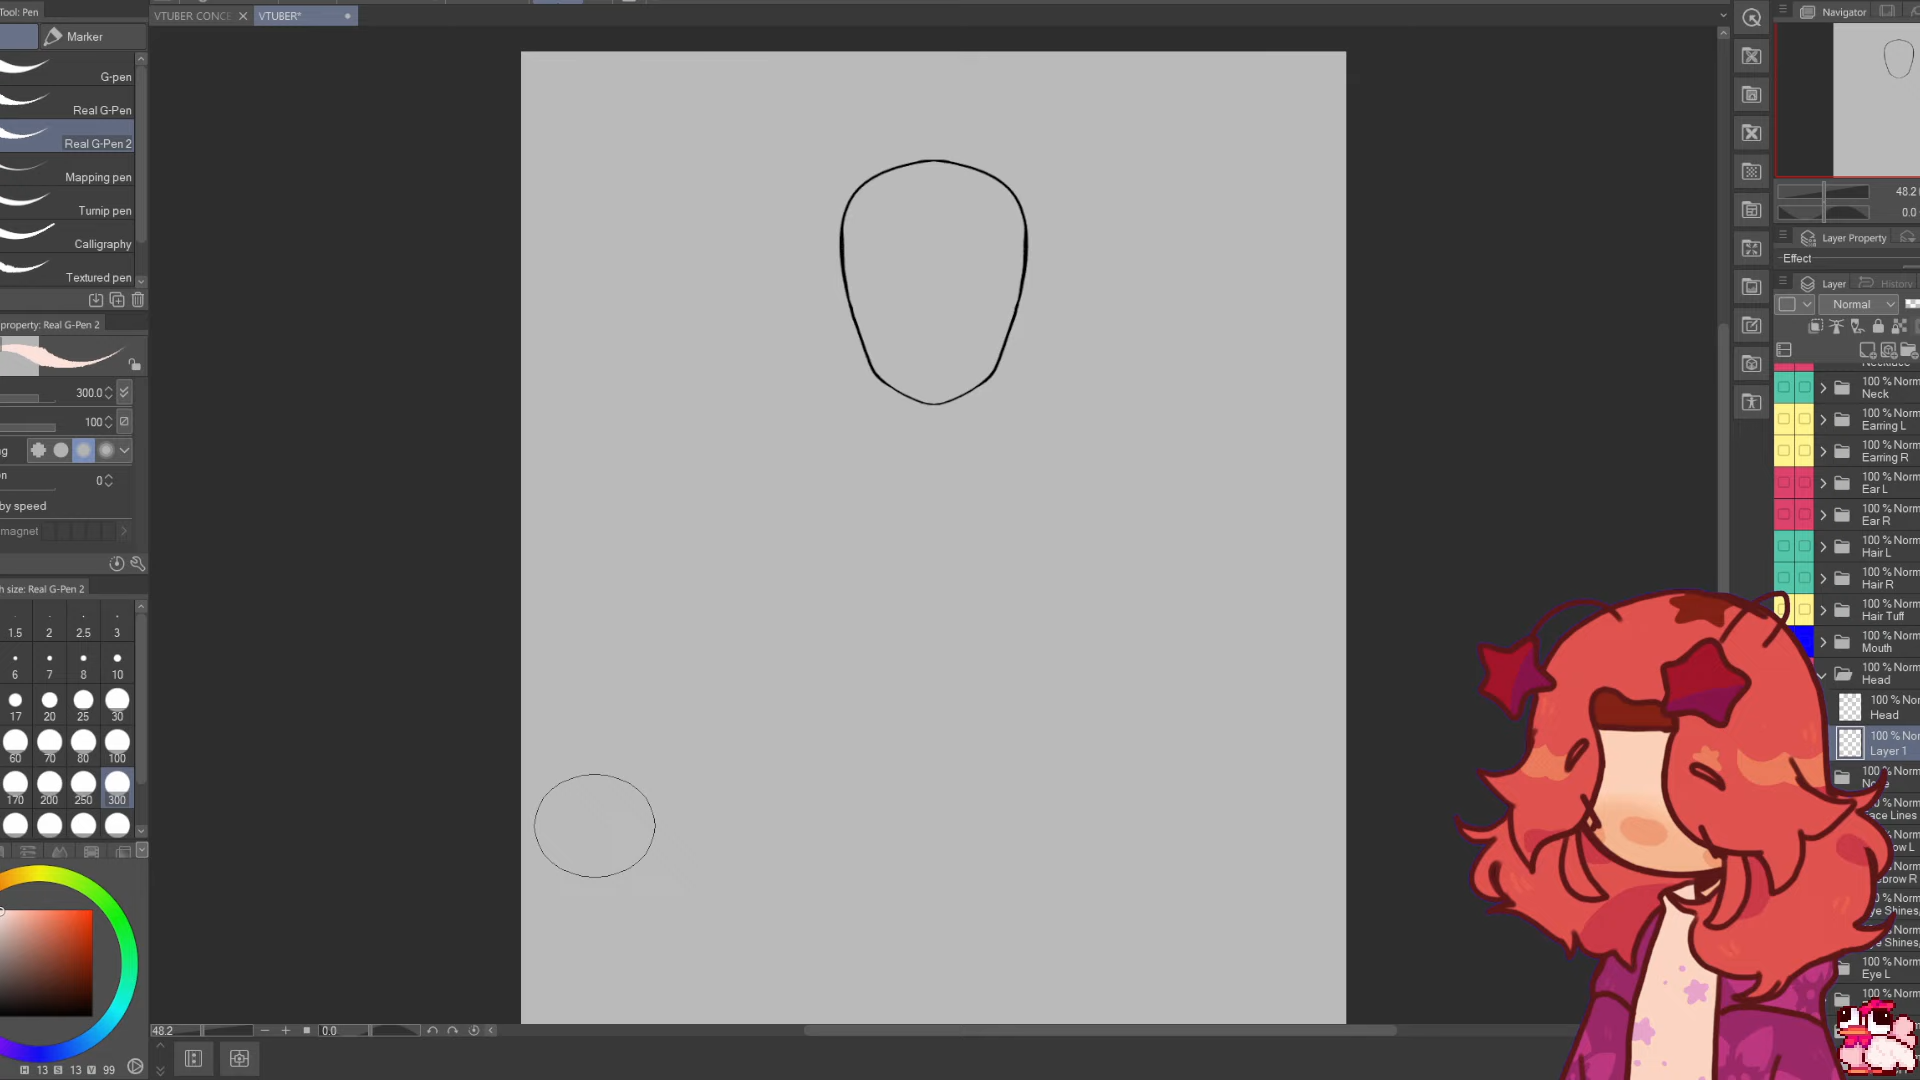 Tool: Pen
VTUBER CONCE
VTUBER*
Navigator
Marker
G-pen
Real G-Pen
Real G-Pen 2
Mapping pen
Turnip pen
Calligraphy
Textured pen
48.2
0.0
Layer Property
Effect
Layer
History
Normal
property: Real G-Pen 2
300.0
100
0
by speed
magnet
100 % Norm
Neck
100 % Norm
Earring L
100 % Norm
Earring R
100 % Norm
Ear L
100 % Norm
Ear R
100 % Norm
Hair L
100 % Norm
Hair R
100 % Norm
Hair Tuff
100 % Norm
Mouth
100 % Norm
Head
100 % Nor
Head
100 % Nor
Layer 1
100 % Norm
Face Lines
Eye L
h size: Real G-Pen 2
1.5 2 2.5 3
6 7 8 10
17 20 25 30
60 70 80 100
170 200 250 300
H 13 S 13 V 99
48.2
0.0